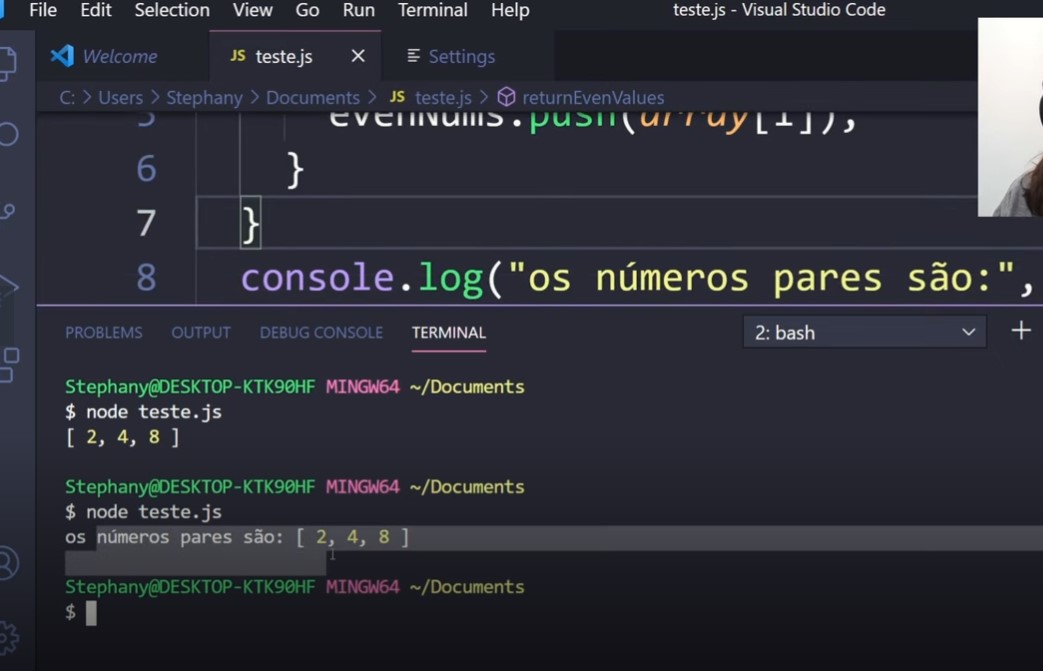 File Edit Selection View Go Run Terminal Help teste.js - Visual Studio Code
Welcome JS teste.js Settings
C: > Users > Stephany > Documents > JS teste.js > returnEvenValues
5 evenNums.push(array[i]);
6 }
7 }
8 console.log("os números pares são:",
PROBLEMS OUTPUT DEBUG CONSOLE TERMINAL 2: bash
Stephany@DESKTOP-KTK90HF MINGW64 ~/Documents
$ node teste.js
[ 2, 4, 8 ]
Stephany@DESKTOP-KTK90HF MINGW64 ~/Documents
$ node teste.js
os números pares são: [ 2, 4, 8 ]
Stephany@DESKTOP-KTK90HF MINGW64 ~/Documents
$